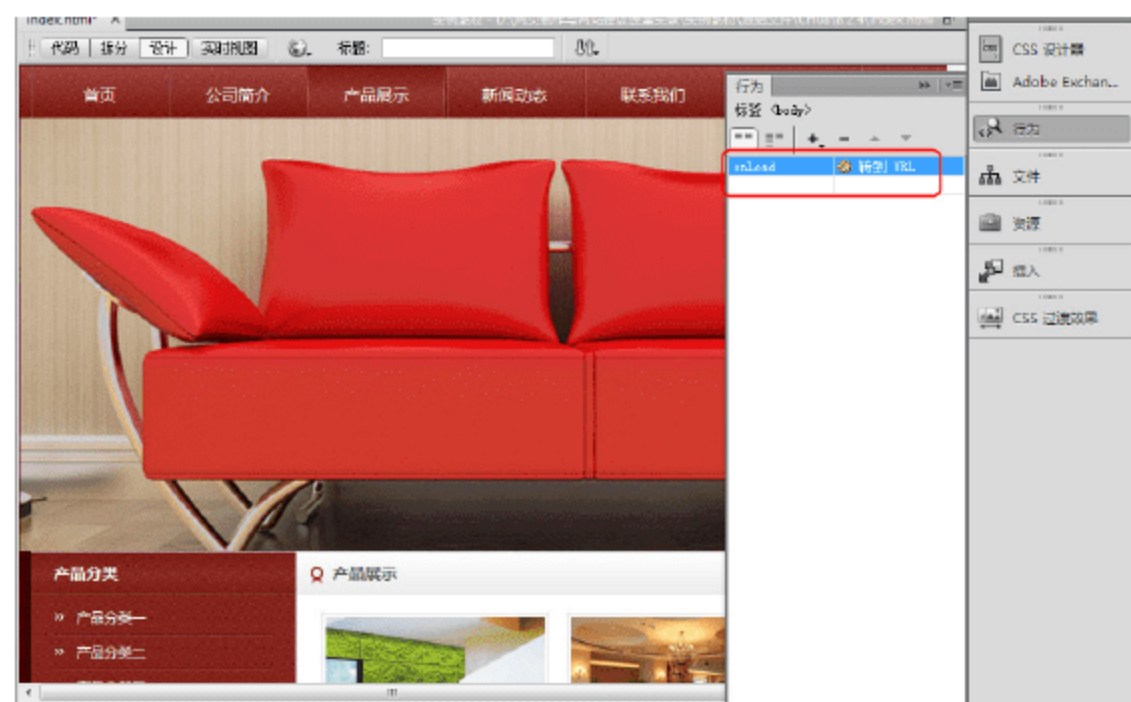 index.html* ×
代码 拆分 设计 实时视图 标题:
首页 公司简介 产品展示 新闻动态 联系我们
行为
标签 <body>
onLoad 转到 URL
CSS 设计器
Adobe Exchan...
行为
文件
资源
插入
CSS 过渡效果
产品分类
» 产品分类一
» 产品分类二
产品展示